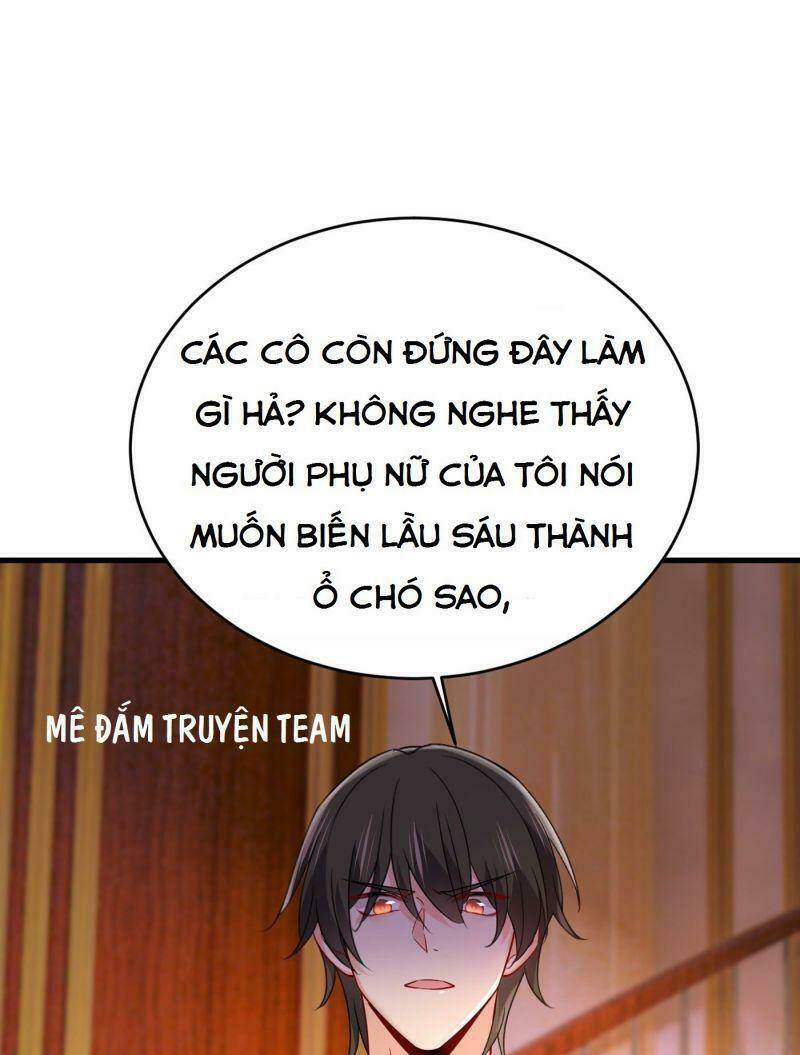 CÁC CÔ CÒN ĐỨNG ĐÂY LÀM
GÌ HẢ? KHÔNG NGHE THẤY
NGƯỜI PHỤ NỮ CỦA TÔI NÓI
MUỐN BIẾN LẦU SÁU THÀNH
Ổ CHÓ SAO,
MÊ ĐẮM TRUYỆN TEAM